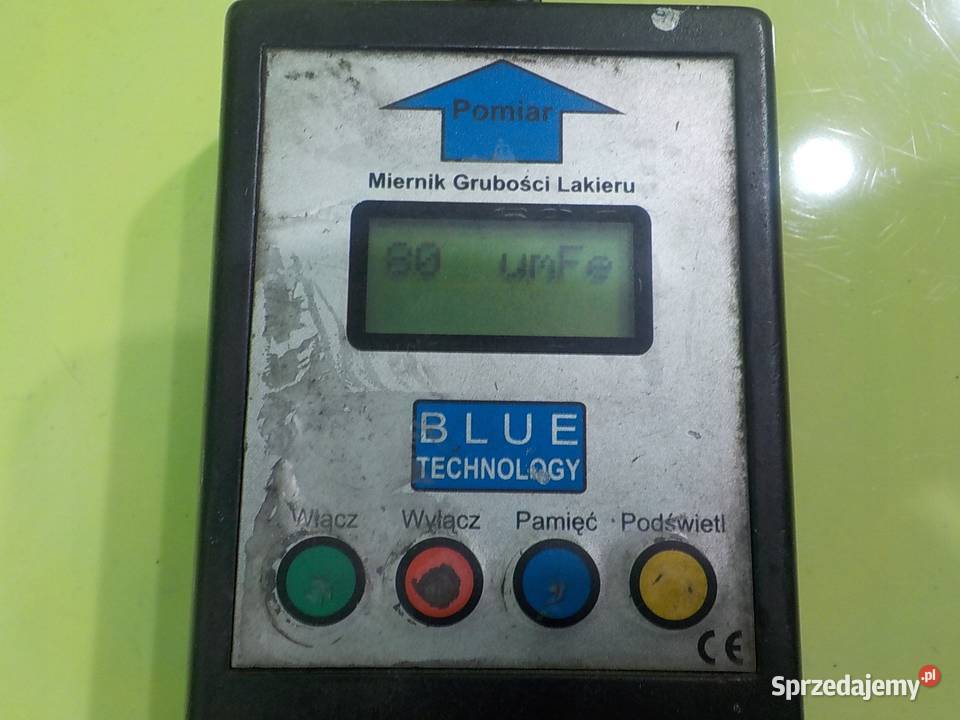 Pomiar
Miernik Grubości Lakieru
80 umFe
BLUE
TECHNOLOGY
Włącz Wyłącz Pamięć Podświetl
CE
Sprzedajemy.pl